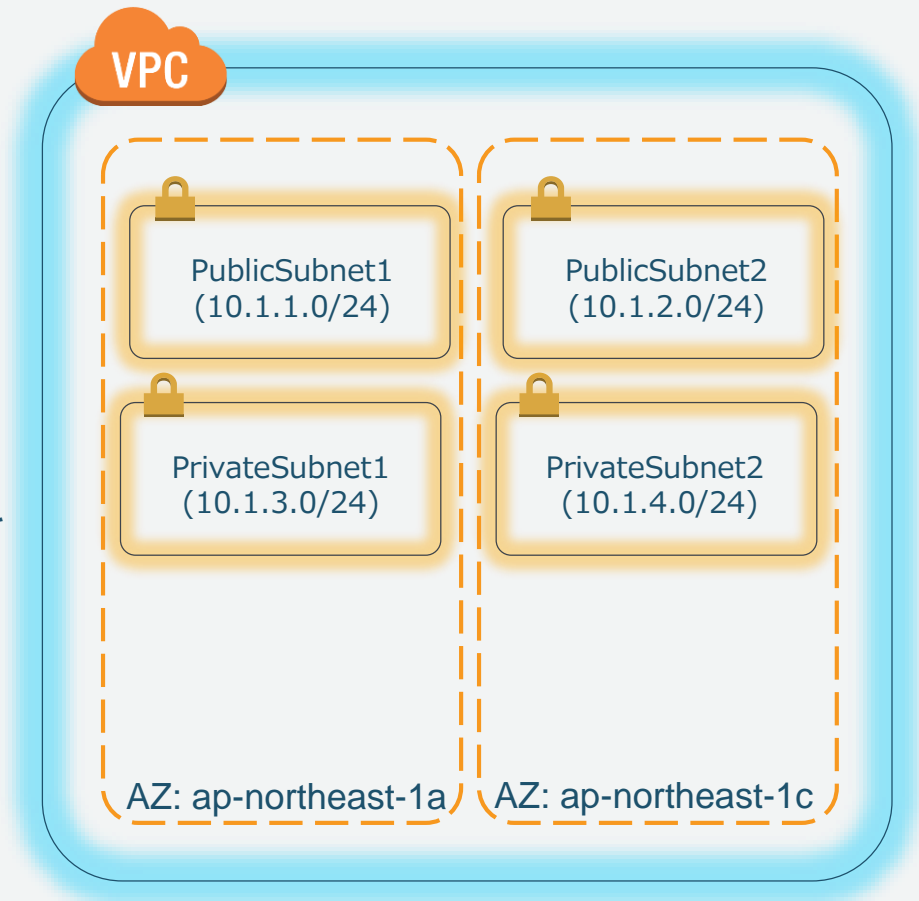 VPC
PublicSubnet1
(10.1.1.0/24)
PublicSubnet2
(10.1.2.0/24)
PrivateSubnet1
(10.1.3.0/24)
PrivateSubnet2
(10.1.4.0/24)
AZ: ap-northeast-1a
AZ: ap-northeast-1c